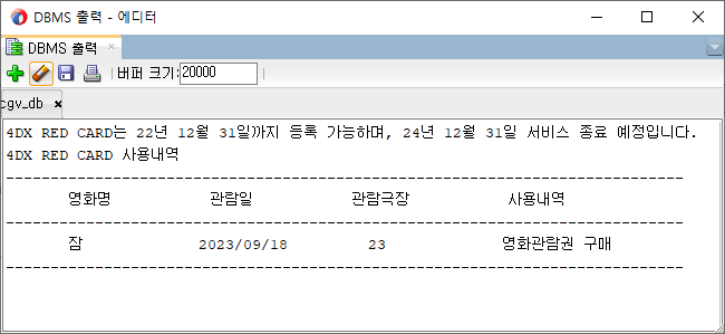 DBMS 출력 - 에디터
DBMS 출력 ×
버퍼 크기: 20000
cgv_db ×
4DX RED CARD는 22년 12월 31일까지 등록 가능하며, 24년 12월 31일 서비스 종료 예정입니다.
4DX RED CARD 사용내역
--------------------------------------------------------------------------------
영화명 관람일 관람극장 사용내역
--------------------------------------------------------------------------------
잠 2023/09/18 23 영화관람권 구매
--------------------------------------------------------------------------------